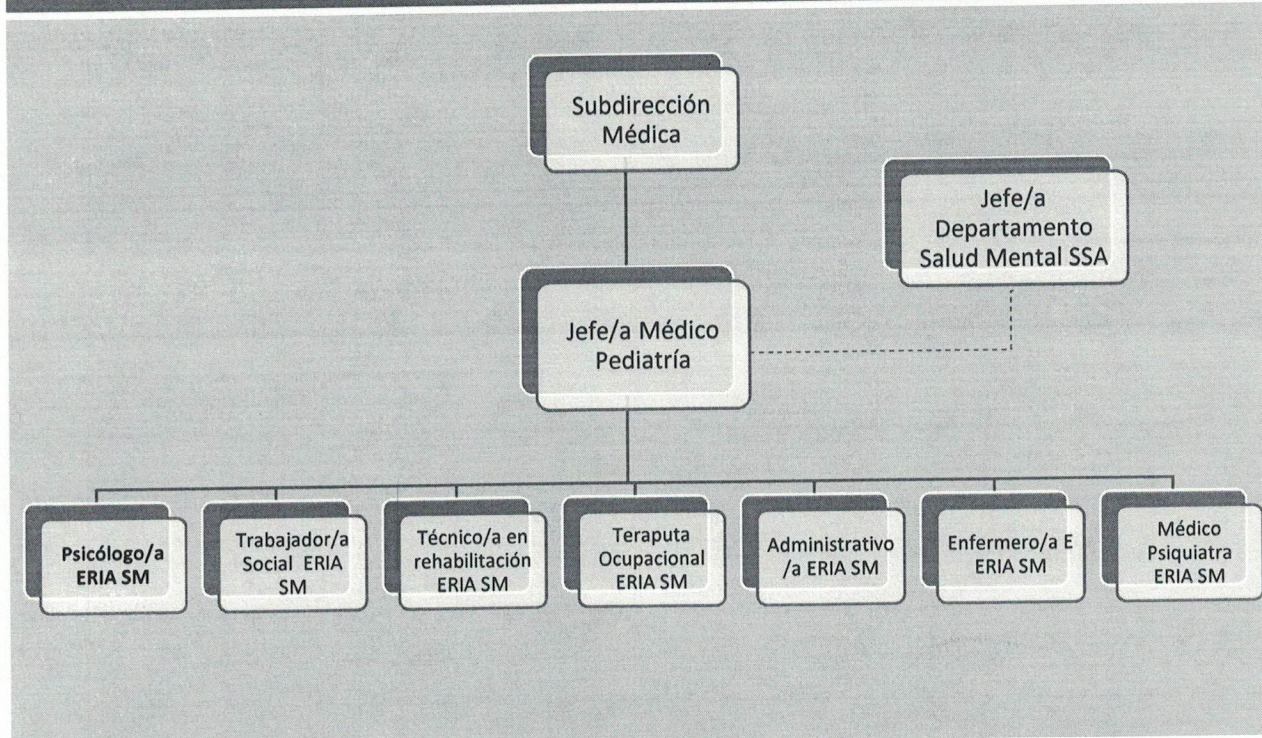 Subdirección
Médica
Jefe/a
Departamento
Salud Mental SSA
Jefe/a Médico
Pediatría
Psicólogo/a
ERIA SM
Trabajador/a
Social ERIA
SM
Técnico/a en
rehabilitación
ERIA SM
Teraputa
Ocupacional
ERIA SM
Administrativo
/a ERIA SM
Enfermero/a E
ERIA SM
Médico
Psiquiatra
ERIA SM